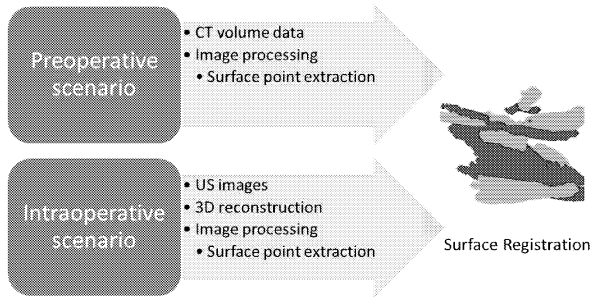 Preoperative
scenario
• CT volume data
• Image processing
• Surface point extraction
Intraoperative
scenario
• US images
• 3D reconstruction
• Image processing
• Surface point extraction
Surface Registration